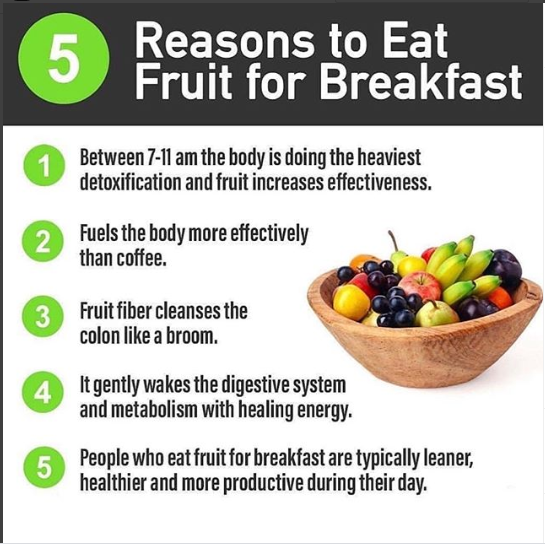 5
Reasons to Eat
Fruit for Breakfast
1
Between 7-11 am the body is doing the heaviest
detoxification and fruit increases effectiveness.
2
Fuels the body more effectively
than coffee.
3
Fruit fiber cleanses the
colon like a broom.
4
It gently wakes the digestive system
and metabolism with healing energy.
5
People who eat fruit for breakfast are typically leaner,
healthier and more productive during their day.